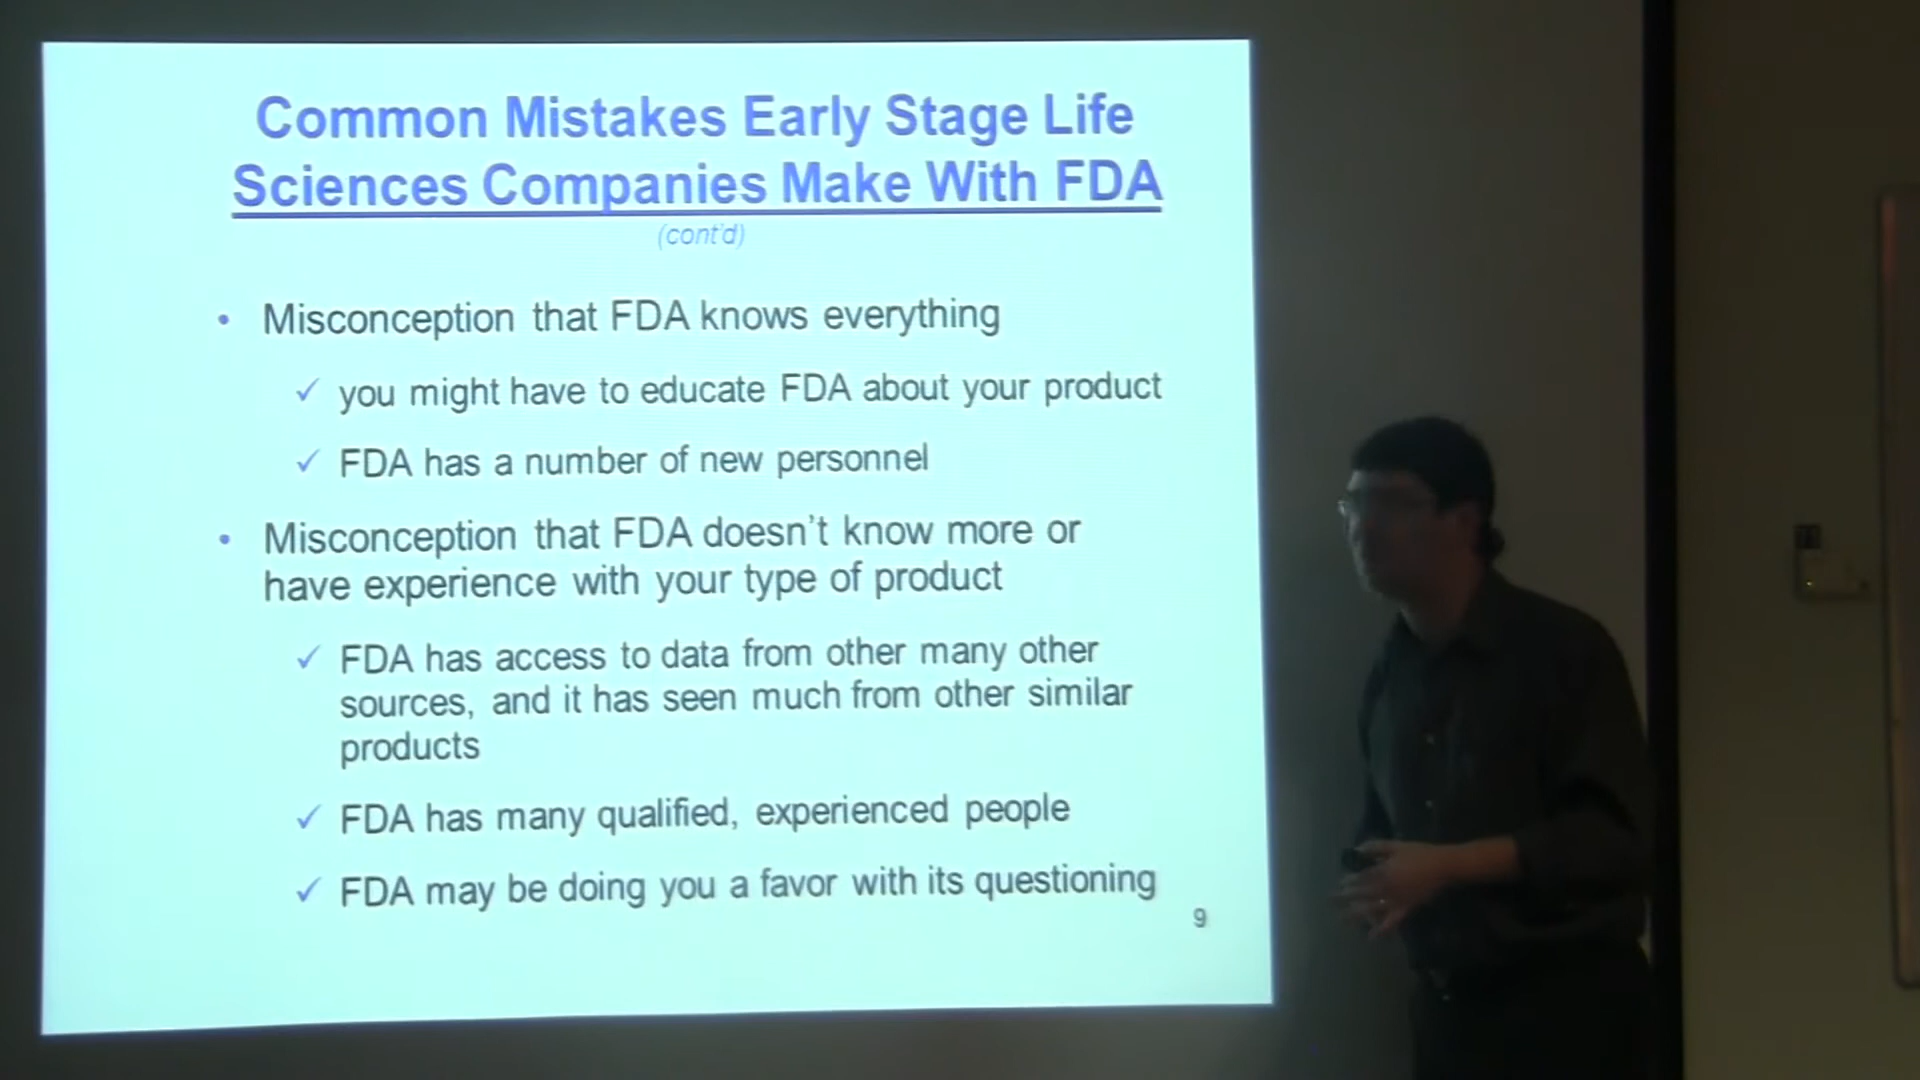 Common Mistakes Early Stage Life
Sciences Companies Make With FDA
(cont'd)
• Misconception that FDA knows everything
✓ you might have to educate FDA about your product
✓ FDA has a number of new personnel
• Misconception that FDA doesn't know more or
have experience with your type of product
✓ FDA has access to data from other many other
sources, and it has seen much from other similar
products
✓ FDA has many qualified, experienced people
✓ FDA may be doing you a favor with its questioning
9